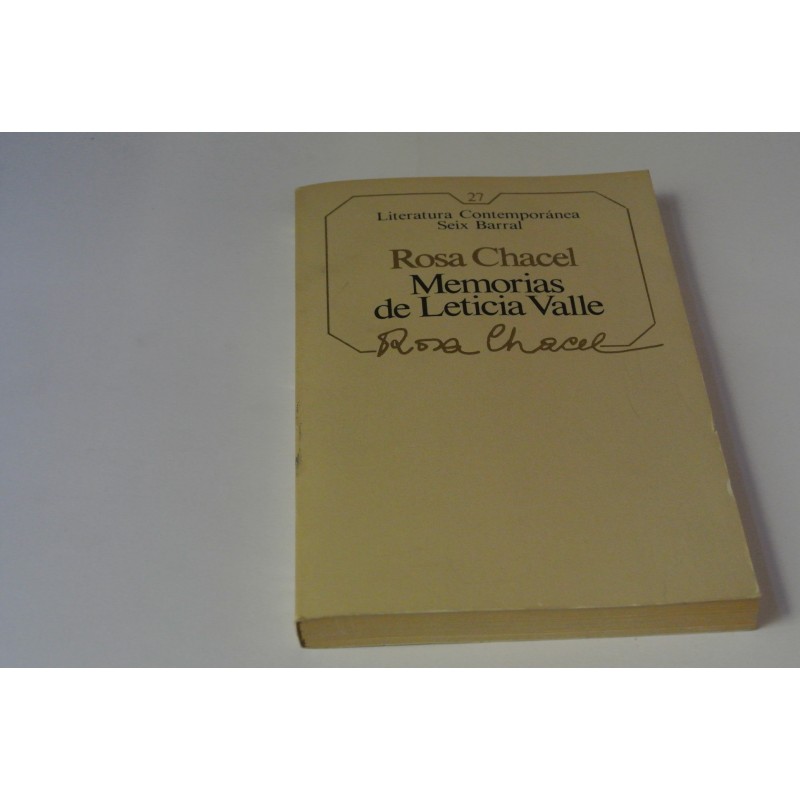 27
Literatura Contemporánea
Seix Barral
Rosa Chacel
Memorias
de Leticia Valle
Rosa Chacel